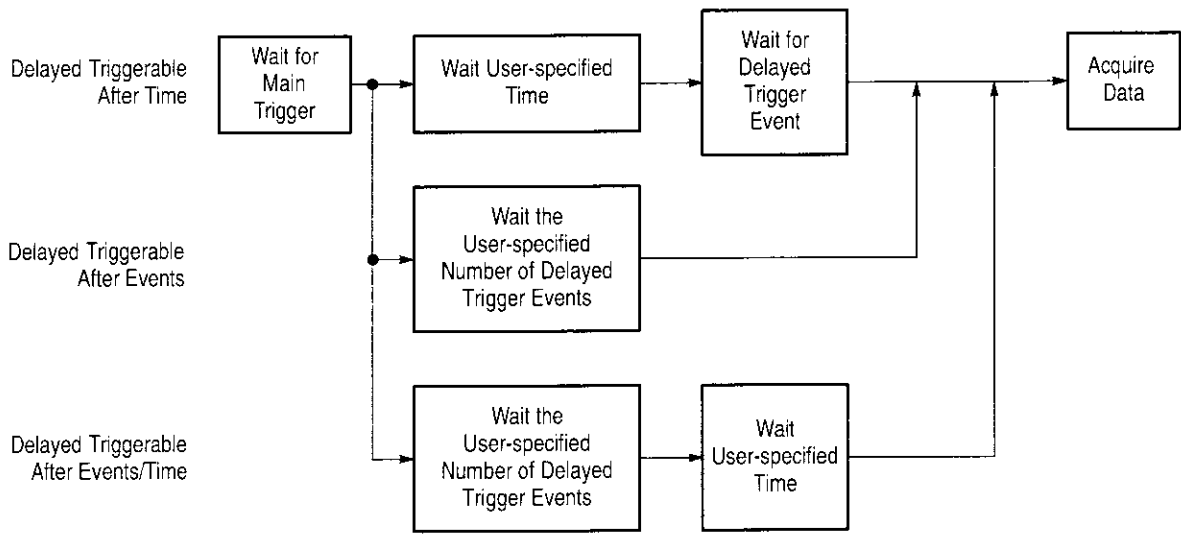 Delayed Triggerable
After Time
Wait for
Main
Trigger
Wait User-specified
Time
Wait for
Delayed
Trigger
Event
Acquire
Data
Delayed Triggerable
After Events
Wait the
User-specified
Number of Delayed
Trigger Events
Delayed Triggerable
After Events/Time
Wait the
User-specified
Number of Delayed
Trigger Events
Wait
User-specified
Time